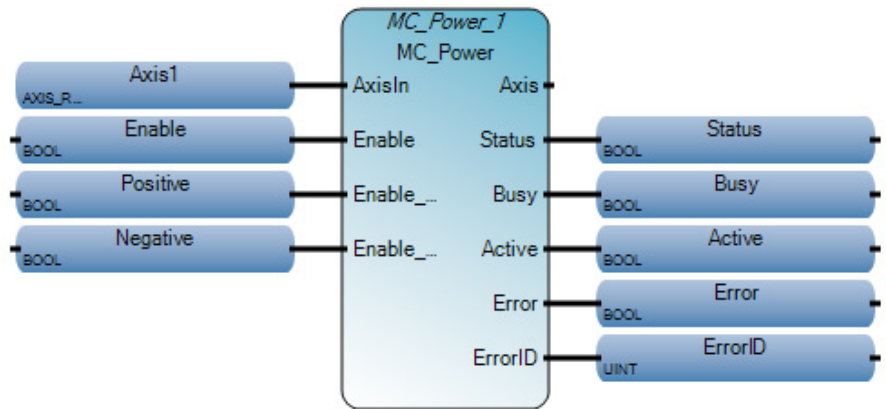 MC_Power_1
MC_Power
Axis1
AXIS_R...
AxisIn
Axis
Enable
BOOL
Enable
Status
Status
BOOL
Positive
BOOL
Enable_...
Busy
Busy
BOOL
Negative
BOOL
Enable_...
Active
Active
BOOL
Error
Error
BOOL
ErrorID
ErrorID
UINT